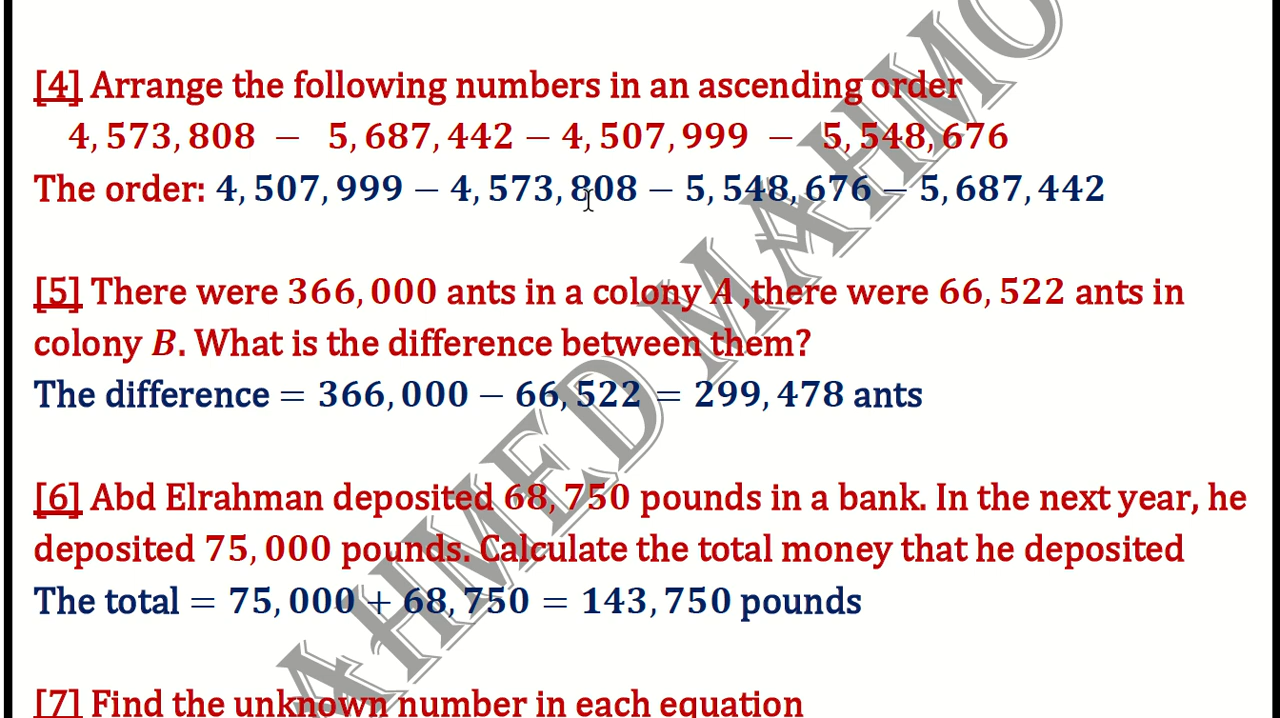 [4] Arrange the following numbers in an ascending order
4,573,808 − 5,687,442 − 4,507,999 − 5,548,676
The order: 4,507,999 − 4,573,808 − 5,548,676 − 5,687,442
[5] There were 366,000 ants in a colony A ,there were 66,522 ants in
colony B. What is the difference between them?
The difference = 366,000 − 66,522 = 299,478 ants
[6] Abd Elrahman deposited 68,750 pounds in a bank. In the next year, he
deposited 75,000 pounds. Calculate the total money that he deposited
The total = 75,000 + 68,750 = 143,750 pounds
[7] Find the unknown number in each equation
AHMED MAHMO